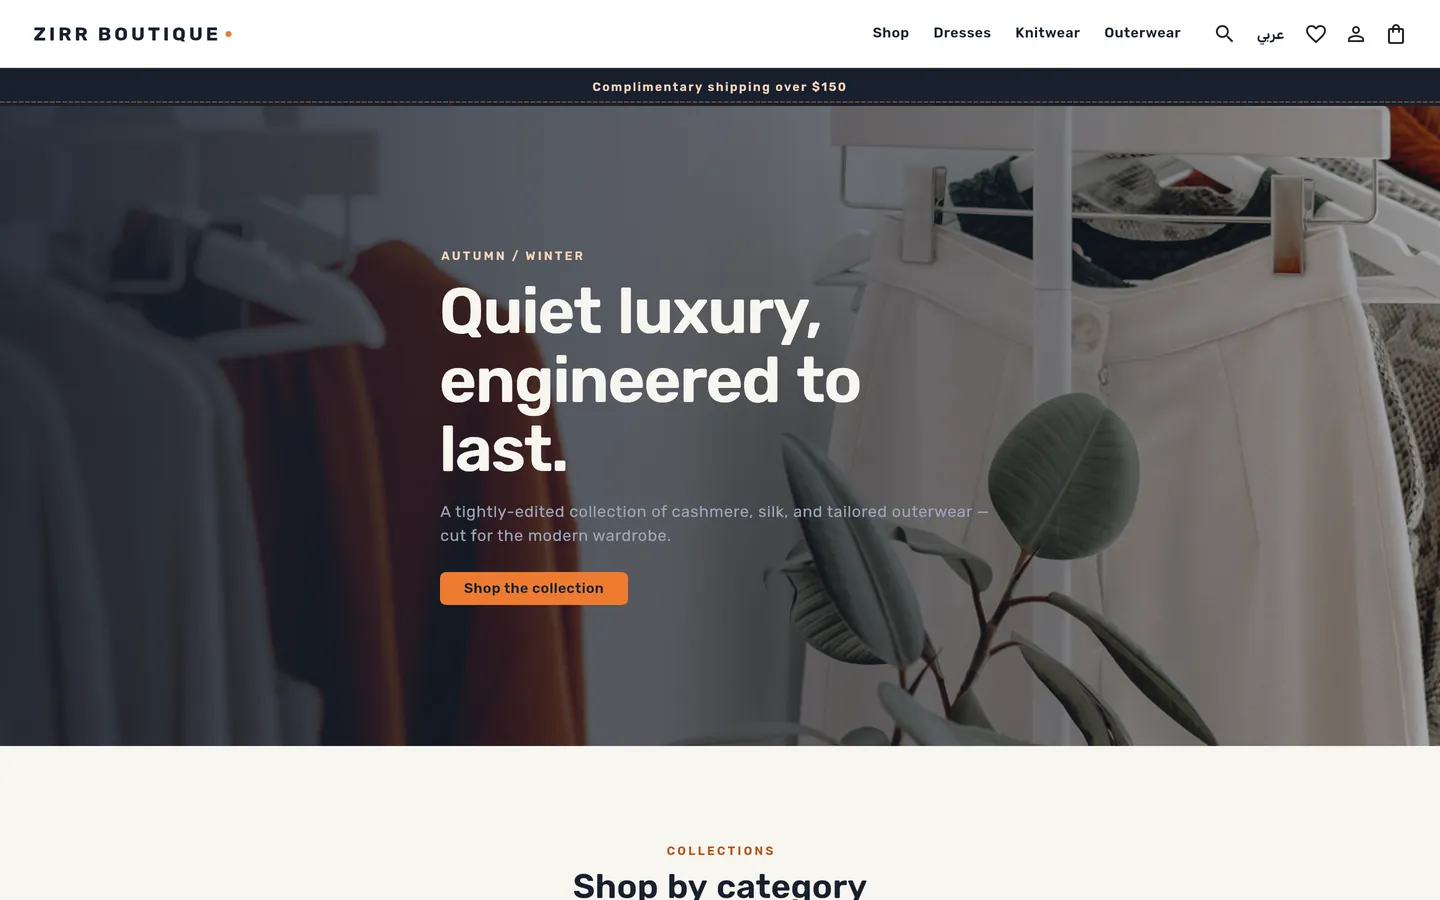 ZIRR BOUTIQUE
Shop Dresses Knitwear Outerwear عربي
Complimentary shipping over $150
AUTUMN / WINTER
Quiet luxury,
engineered to
last.
A tightly-edited collection of cashmere, silk, and tailored outerwear —
cut for the modern wardrobe.
Shop the collection
COLLECTIONS
Shop by category